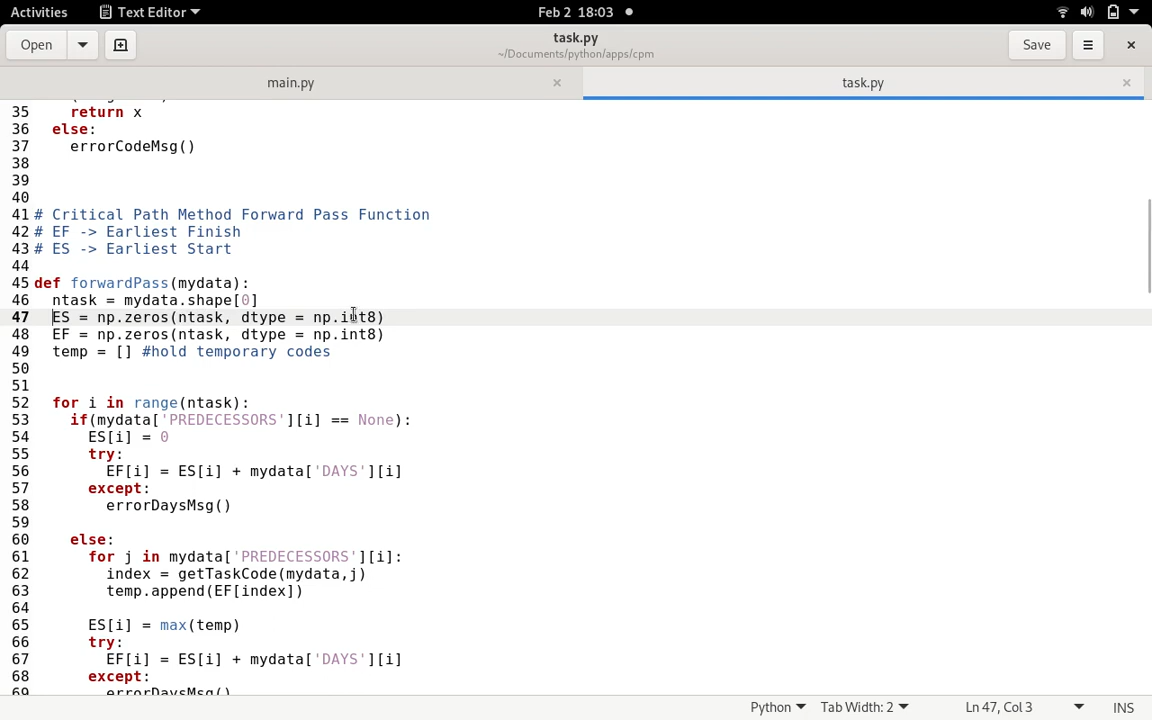 Activities Text Editor Feb 2 18:03
Open task.py Save
~/Documents/python/apps/cpm
main.py task.py
35 return x
36 else:
37 errorCodeMsg()
38
39
40
41 # Critical Path Method Forward Pass Function
42 # EF -> Earliest Finish
43 # ES -> Earliest Start
44
45 def forwardPass(mydata):
46 ntask = mydata.shape[0]
47 ES = np.zeros(ntask, dtype = np.int8)
48 EF = np.zeros(ntask, dtype = np.int8)
49 temp = [] #hold temporary codes
50
51
52 for i in range(ntask):
53 if(mydata['PREDECESSORS'][i] == None):
54 ES[i] = 0
55 try:
56 EF[i] = ES[i] + mydata['DAYS'][i]
57 except:
58 errorDaysMsg()
59
60 else:
61 for j in mydata['PREDECESSORS'][i]:
62 index = getTaskCode(mydata,j)
63 temp.append(EF[index])
64
65 ES[i] = max(temp)
66 try:
67 EF[i] = ES[i] + mydata['DAYS'][i]
68 except:
69 errorDaysMsg()
Python Tab Width: 2 Ln 47, Col 3 INS